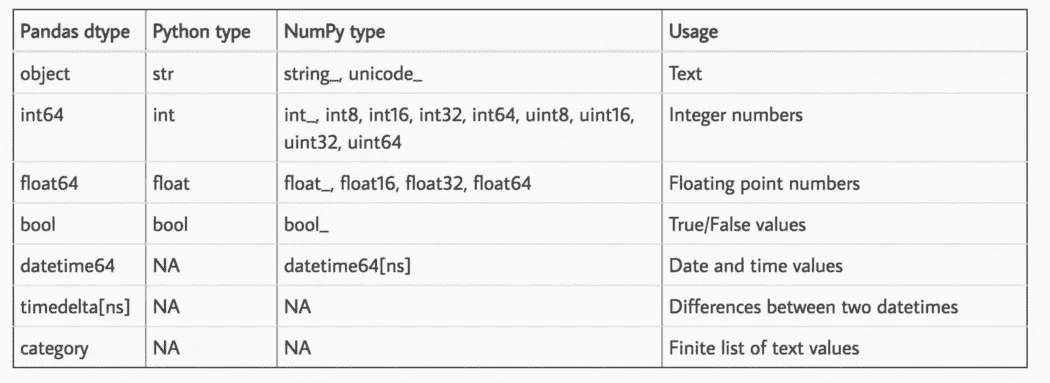 Pandas dtype Python type NumPy type Usage
object str string_, unicode_ Text
int64 int int_, int8, int16, int32, int64, uint8, uint16, Integer numbers
uint32, uint64
float64 float float_, float16, float32, float64 Floating point numbers
bool bool bool_ True/False values
datetime64 NA datetime64[ns] Date and time values
timedelta[ns] NA NA Differences between two datetimes
category NA NA Finite list of text values